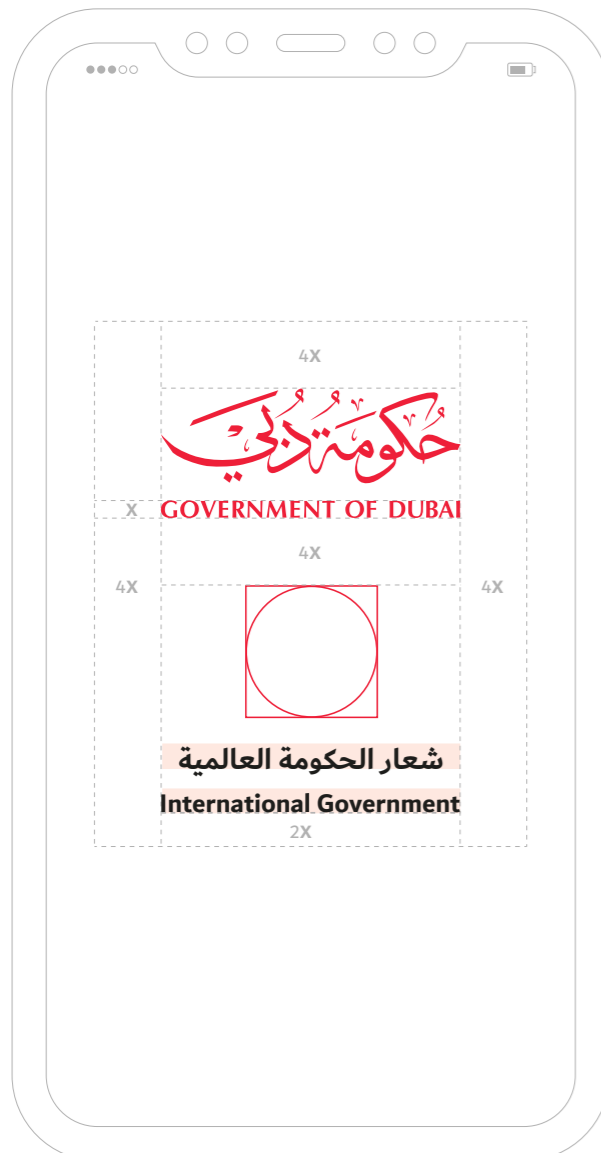 4X
حكومة دبي
X GOVERNMENT OF DUBAI
4X
4X 4X
شعار الحكومة العالمية
International Government
2X